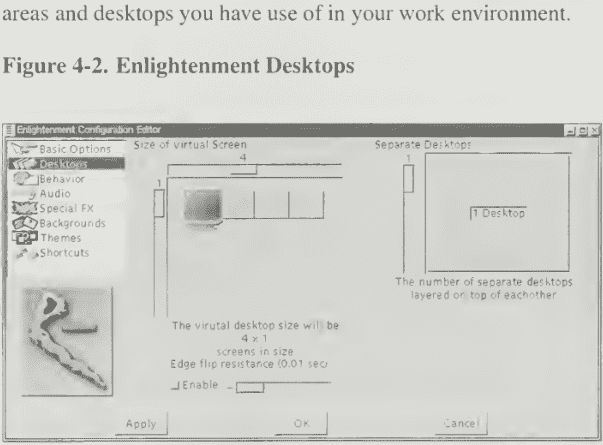 areas and desktops you have use of in your work environment.
Figure 4-2. Enlightenment Desktops
Enlightenment Configuration Editor
Basic Options
Desktops
Behavior
Audio
Special FX
Backgrounds
Themes
Shortcuts
Size of Virtual Screen
4
1
The virutal desktop size will be
4 x 1
screens in size
Edge flip resistance (0.01 sec)
Enable
Separate Desktops
1
1 Desktop
The number of separate desktops
layered on top of eachother
Apply
OK
Cancel